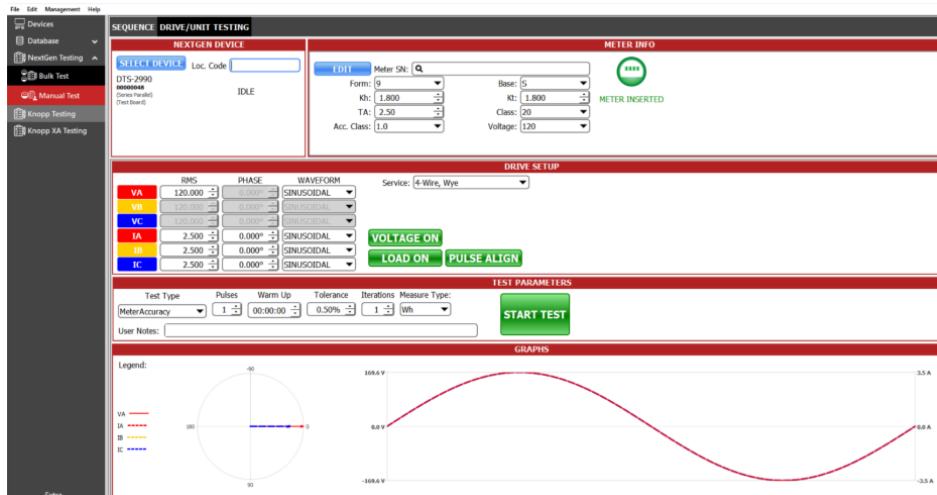 File Edit Management Help
Devices
Database
NextGen Testing
Bulk Test
Manual Test
Knopp Testing
Knopp XA Testing
SEQUENCE DRIVE/UNIT TESTING
NEXTGEN DEVICE
SELECT DEVICE Loc. Code
DTS-2990
00000048
(Series Parallel)
(Test Board)
IDLE
METER INFO
EDIT Meter SN:
Form: 9 Base: S
Kh: 1.800 Kt: 1.800
TA: 2.50 Class: 20
Acc. Class: 1.0 Voltage: 120
METER INSERTED
DRIVE SETUP
RMS PHASE WAVEFORM Service: 4-Wire, Wye
VA 120.000 0.000° SINUSOIDAL
VB 120.000 0.000° SINUSOIDAL
VC 120.000 0.000° SINUSOIDAL
IA 2.500 0.000° SINUSOIDAL VOLTAGE ON
IB 2.500 0.000° SINUSOIDAL
IC 2.500 0.000° SINUSOIDAL LOAD ON PULSE ALIGN
TEST PARAMETERS
Test Type Pulses Warm Up Tolerance Iterations Measure Type:
MeterAccuracy 1 00:00:00 0.50% 1 Wh
START TEST
User Notes:
GRAPHS
Legend:
VA
IA
IB
IC
-90
180
0
90
169.6 V
0.0 V
-169.6 V
3.5 A
0.0 A
-3.5 A